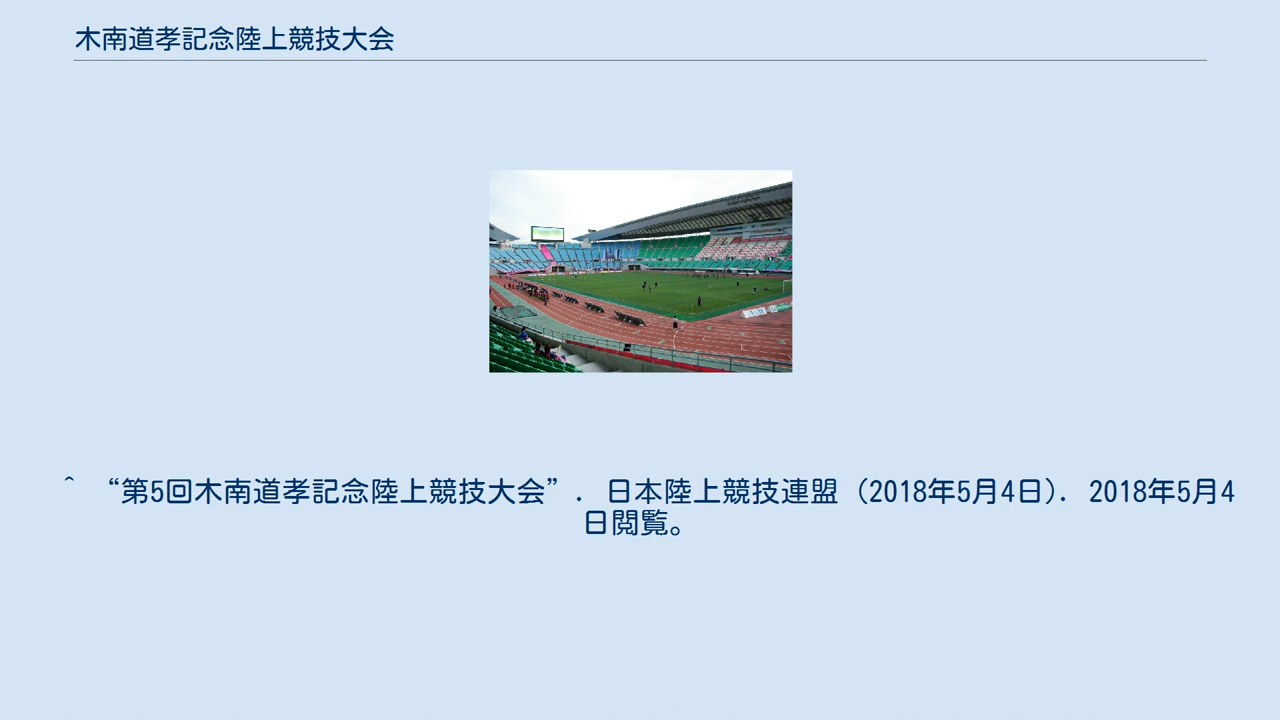 木南道孝記念陸上競技大会
^ “第5回木南道孝記念陸上競技大会”. 日本陸上競技連盟 (2018年5月4日). 2018年5月4
日閲覧。